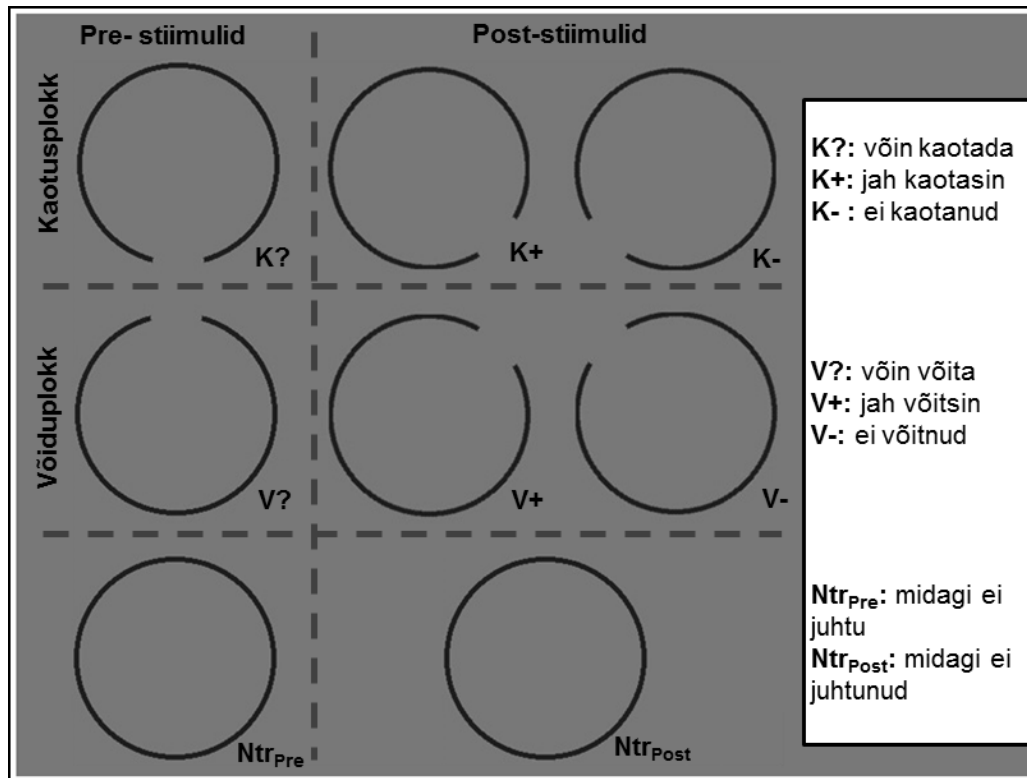 Pre- stiimulid
Post-stiimulid
Kaotusplokk
K?
K+
K-
Võiduplokk
V?
V+
V-
NtrPre
NtrPost
K?: võin kaotada
K+: jah kaotasin
K- : ei kaotanud
V?: võin võita
V+: jah võitsin
V-: ei võitnud
NtrPre: midagi ei
juhtu
NtrPost: midagi ei
juhtunud